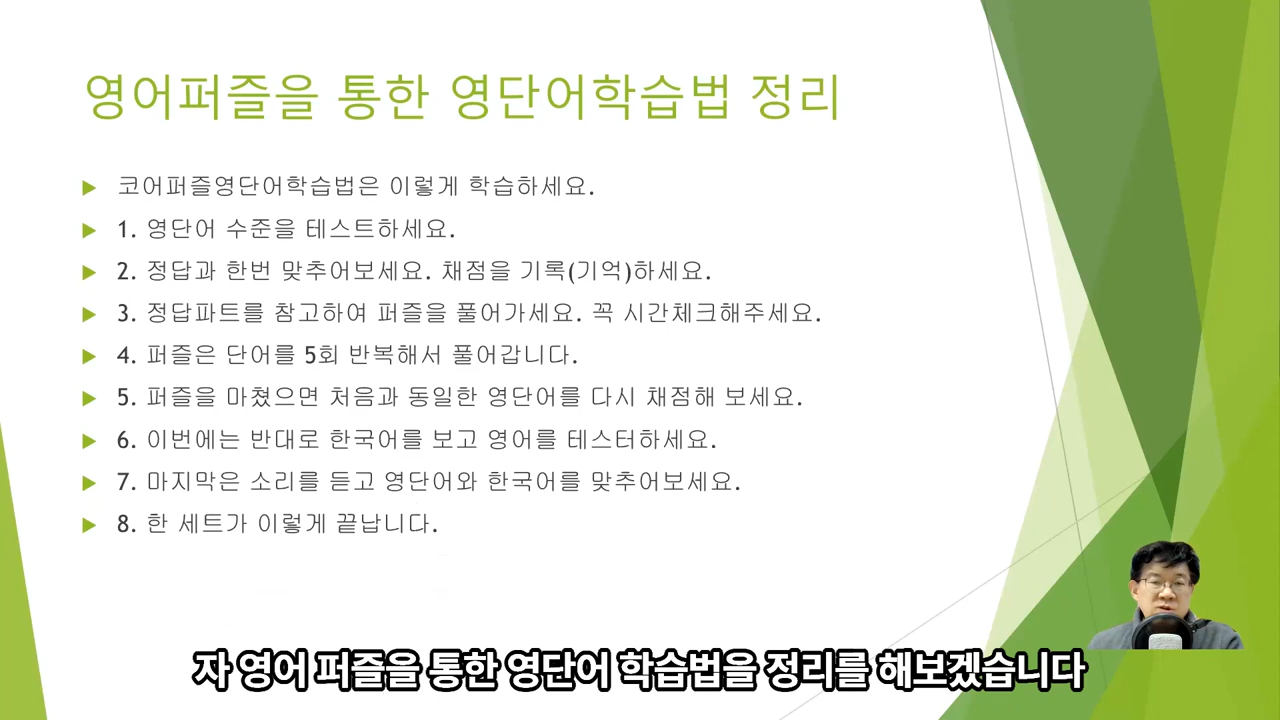 영어퍼즐을 통한 영단어학습법 정리
코어퍼즐영단어학습법은 이렇게 학습하세요.
1. 영단어 수준을 테스트하세요.
2. 정답과 한번 맞추어보세요. 채점을 기록(기억)하세요.
3. 정답파트를 참고하여 퍼즐을 풀어가세요. 꼭 시간체크해주세요.
4. 퍼즐은 단어를 5회 반복해서 풀어갑니다.
5. 퍼즐을 마쳤으면 처음과 동일한 영단어를 다시 채점해 보세요.
6. 이번에는 반대로 한국어를 보고 영어를 테스터하세요.
7. 마지막은 소리를 듣고 영단어와 한국어를 맞추어보세요.
8. 한 세트가 이렇게 끝납니다.
자 영어 퍼즐을 통한 영단어 학습법을 정리를 해보겠습니다